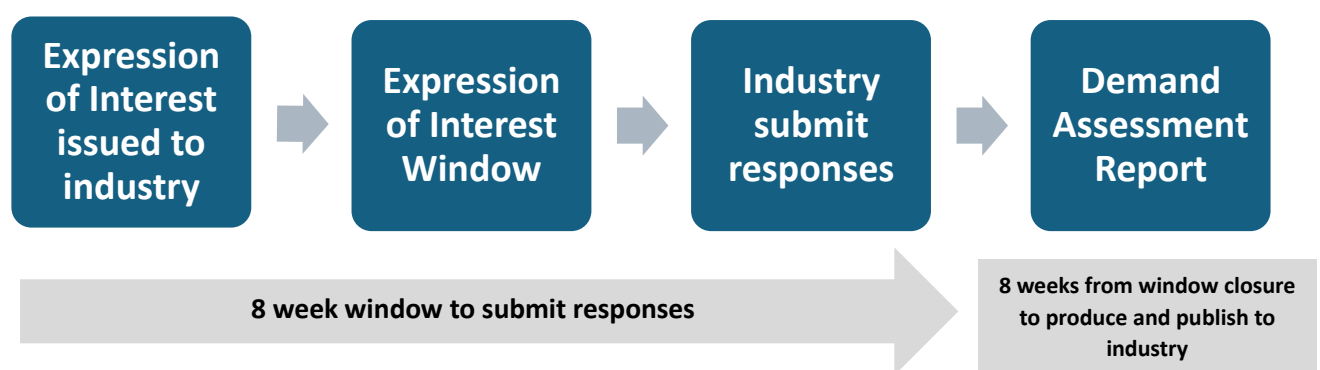 Expression
of Interest
issued to
industry
Expression
of Interest
Window
Industry
submit
responses
Demand
Assessment
Report
8 week window to submit responses
8 weeks from window closure
to produce and publish to
industry